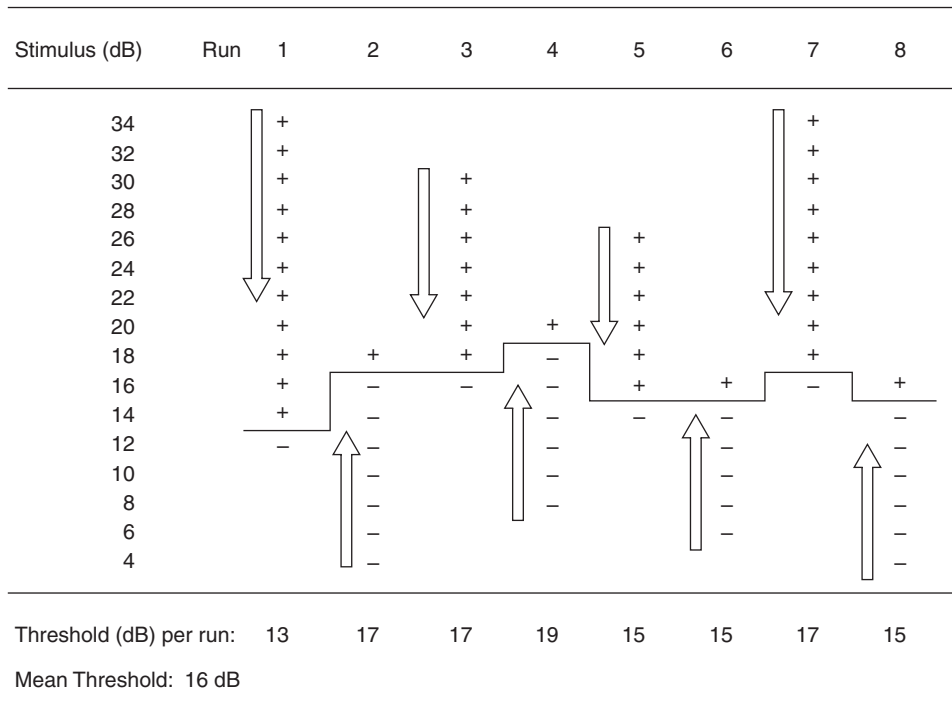 Stimulus (dB) Run 1 2 3 4 5 6 7 8
34 + +
32 + +
30 + + +
28 + + +
26 + + + +
24 + + + +
22 + + + +
20 + + + + +
18 + + + – + +
16 + – – – + + –
14 + – – – – –
12 – – – – –
10 – – – –
8 – – – –
6 – – –
4 – –
Threshold (dB) per run: 13 17 17 19 15 15 17 15
Mean Threshold: 16 dB